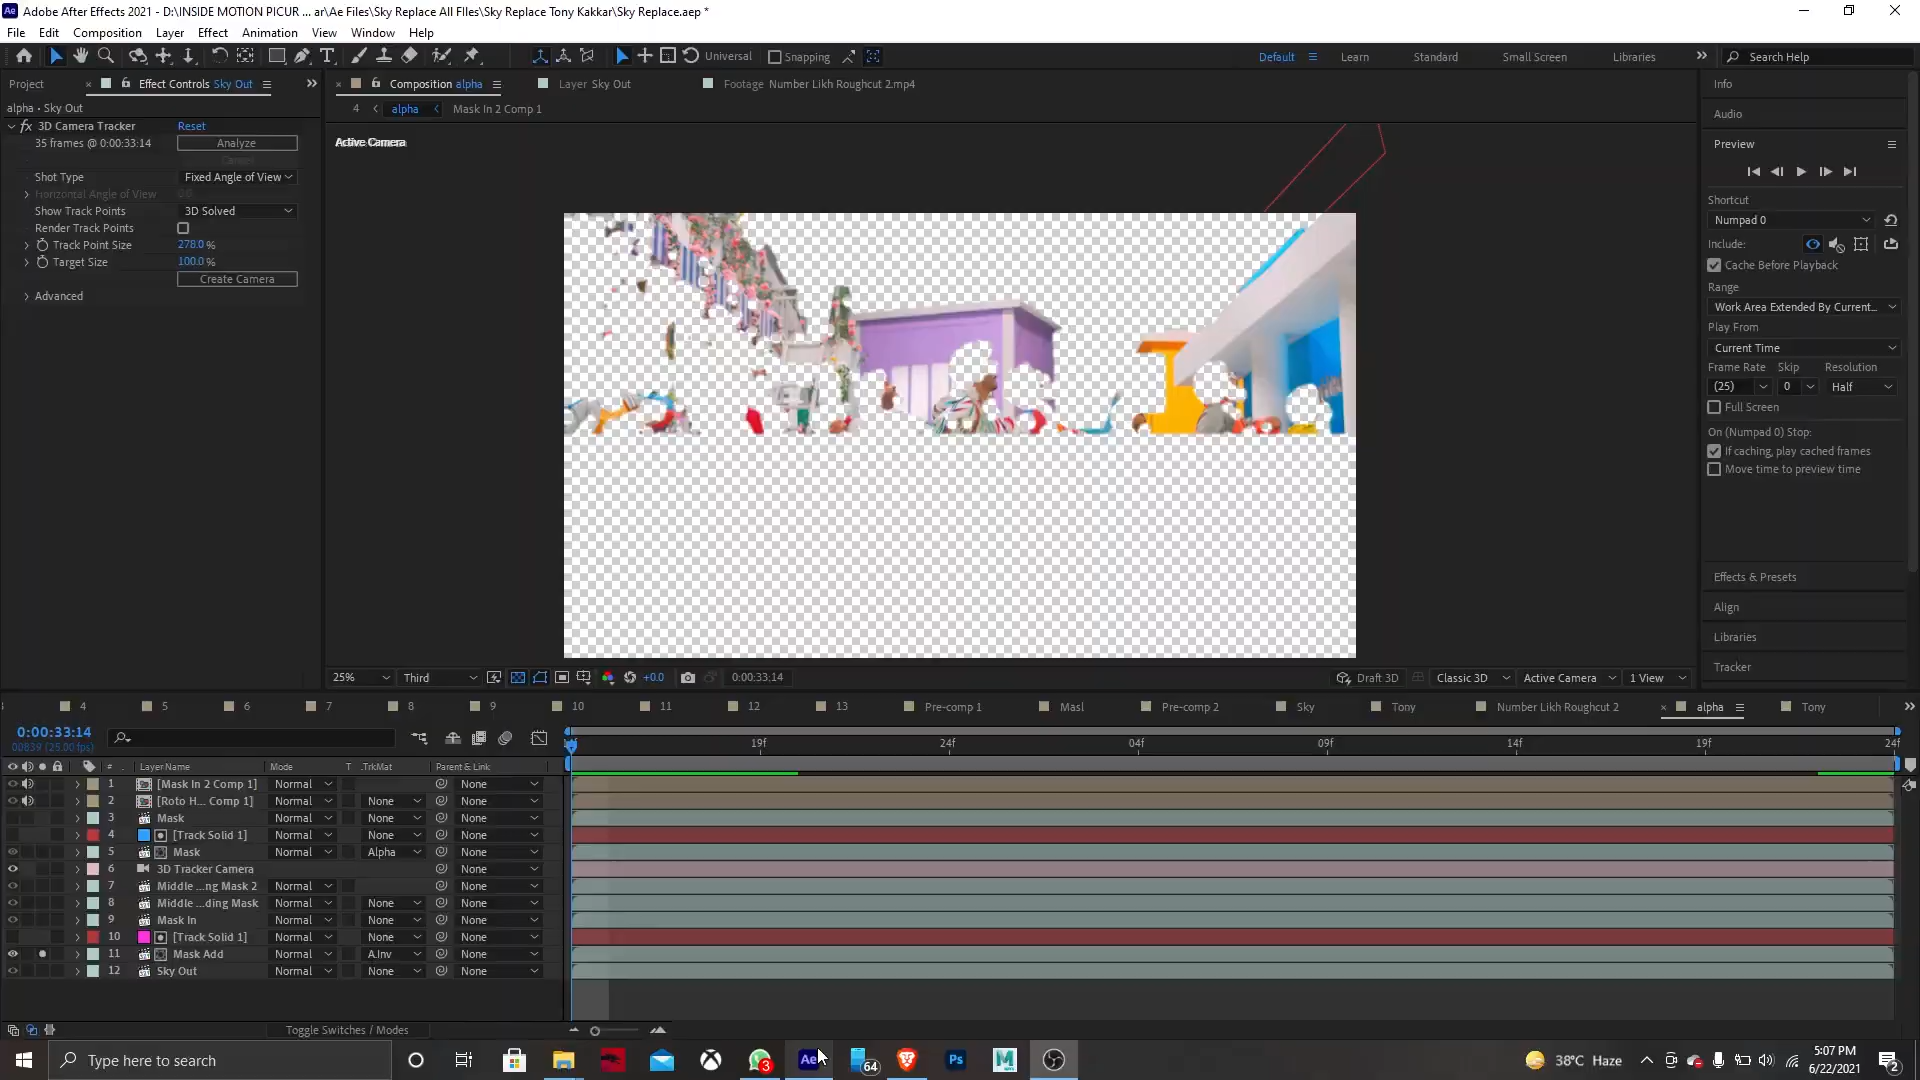 Adobe After Effects 2021 - D:\INSIDE MOTION PICUR ... ar\Ae Files\Sky Replace All FIles\Sky Replace Tony Kakkar\Sky Replace.aep *
File Edit Composition Layer Effect Animation View Window Help
Universal Snapping Default Learn Standard Small Screen Libraries Search Help
Project Effect Controls Sky Out Composition alpha Layer Sky Out Footage Number Likh Roughcut 2.mp4 Info
alpha • Sky Out 4 alpha Mask In 2 Comp 1 Audio
fx 3D Camera Tracker Reset
35 frames @ 0:00:33:14 Analyze Active Camera Preview
Cancel
Shot Type Fixed Angle of View
Horizontal Angle of View
Shortcut
Show Track Points 3D Solved
Numpad 0
Render Track Points
Track Point Size 278.0 %
Include:
Target Size 100.0 %
Cache Before Playback
Create Camera
Range
Advanced
Work Area Extended By Current...
Play From
Current Time
Frame Rate Skip Resolution
(25) 0 Half
Full Screen
On (Numpad 0) Stop:
If caching, play cached frames
Move time to preview time
Effects & Presets
Align
Libraries
Tracker
25% Third +0.0 0:00:33:14 Draft 3D Classic 3D Active Camera 1 View
4 5 6 7 8 9 10 11 12 13 Pre-comp 1 Masl Pre-comp 2 Sky Tony Number Likh Roughcut 2 alpha Tony
0:00:33:14
00839 (25.00 fps)
19f 24f 04f 09f 14f 19f 24f
# Layer Name Mode T .TrkMat Parent & Link
1 [Mask In 2 Comp 1] Normal None
2 [Roto H... Comp 1] Normal None None
3 Mask Normal None None
4 [Track Solid 1] Normal None None
5 Mask Normal Alpha None
6 3D Tracker Camera None
7 Middle ...ng Mask 2 Normal None
8 Middle ...ding Mask Normal None None
9 Mask In Normal None None
10 [Track Solid 1] Normal None None
11 Mask Add Normal A.Inv None
12 Sky Out Normal None None
Toggle Switches / Modes
Type here to search 3 Ae 64 Ps M 38°C Haze 5:07 PM
6/22/2021 2